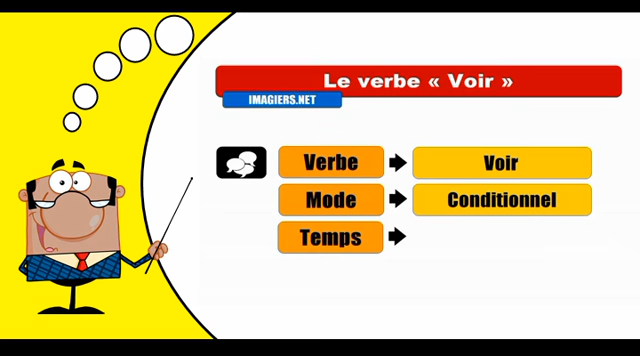 Le verbe « Voir »
IMAGIERS.NET
Verbe Voir
Mode Conditionnel
Temps